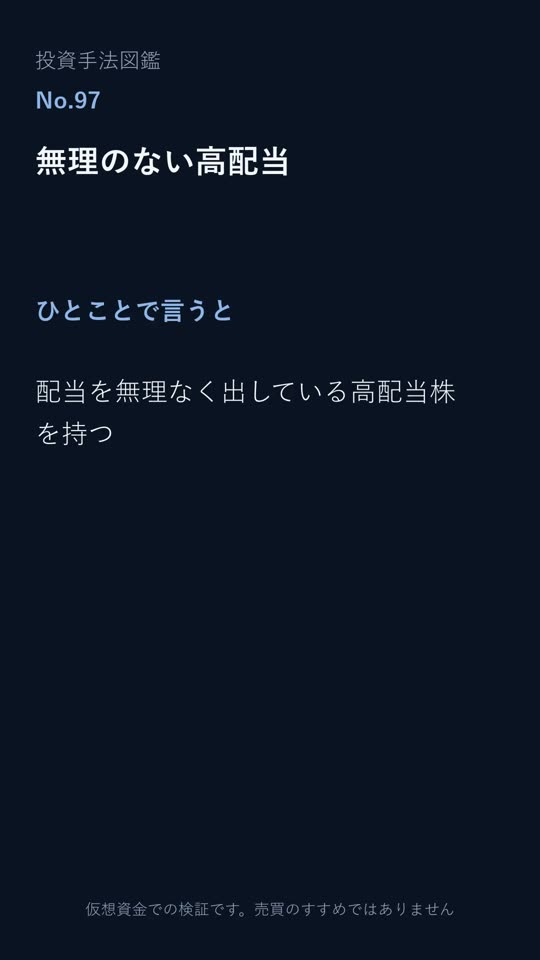 投資手法図鑑
No.97
無理のない高配当
ひとことで言うと
配当を無理なく出している高配当株
を持つ
仮想資金での検証です。売買のすすめではありません